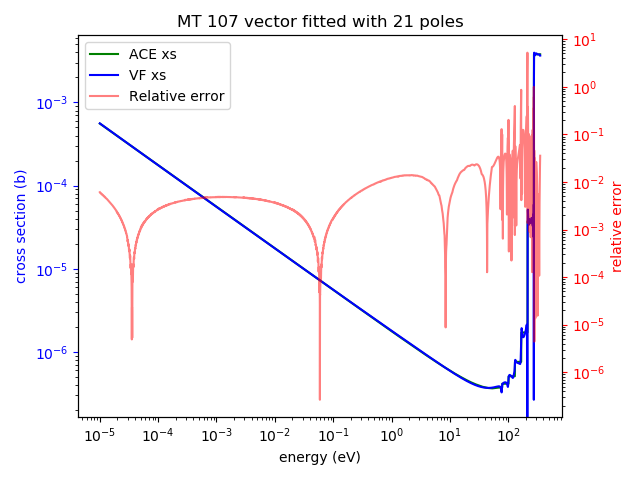 MT 107 vector fitted with 21 poles
ACE xs
VF xs
Relative error
cross section (b)
10⁻³
10⁻⁴
10⁻⁵
10⁻⁶
10¹
10⁰
10⁻¹
10⁻²
10⁻³
10⁻⁴
10⁻⁵
10⁻⁶
relative error
10⁻⁵ 10⁻⁴ 10⁻³ 10⁻² 10⁻¹ 10⁰ 10¹ 10²
energy (eV)